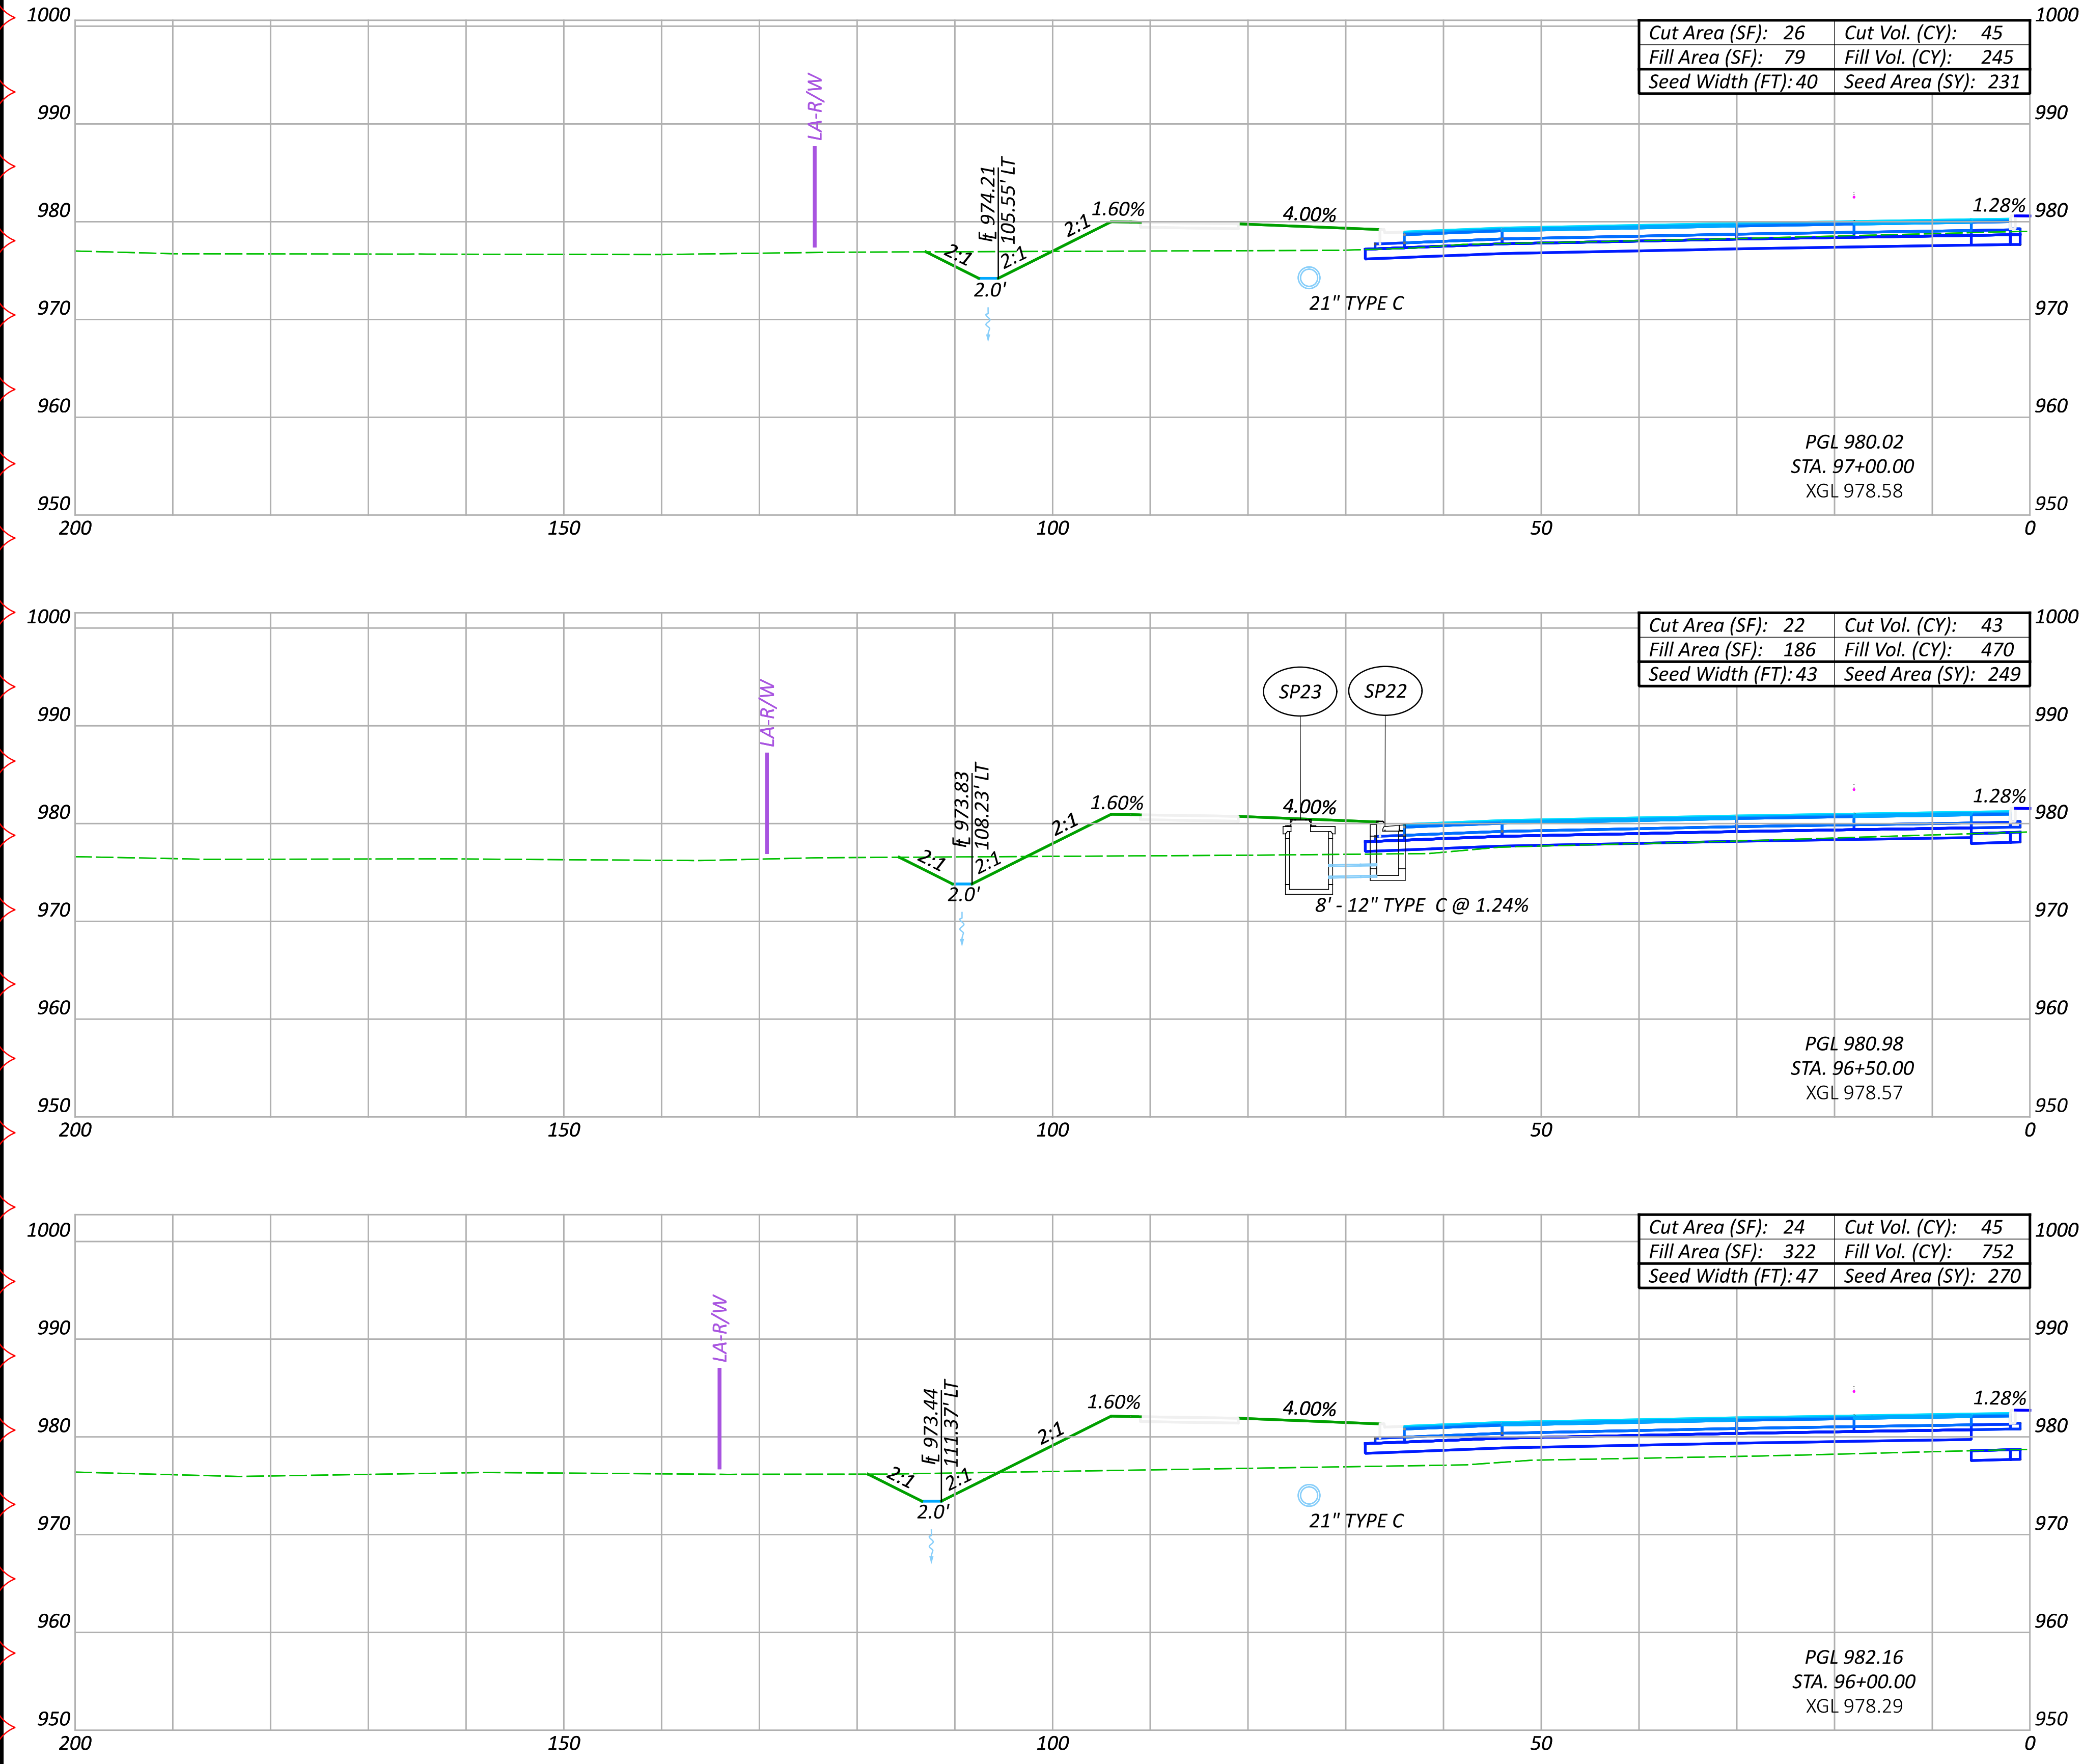 1000
1000
Cut Area (SF): 26 Cut Vol. (CY): 45
Fill Area (SF): 79 Fill Vol. (CY): 245
Seed Width (FT): 40 Seed Area (SY): 231
LA-R/W
990
990
FL 974.21
105.55' LT
980
1.60%
4.00%
1.28%
980
2:1
2:1
2:1
2.0'
21" TYPE C
970
970
960
960
PGL 980.02
STA. 97+00.00
XGL 978.58
950
950
200 150 100 50 0
1000
1000
Cut Area (SF): 22 Cut Vol. (CY): 43
Fill Area (SF): 186 Fill Vol. (CY): 470
Seed Width (FT): 43 Seed Area (SY): 249
LA-R/W
SP23
SP22
990
990
FL 973.83
108.23' LT
980
1.60%
4.00%
1.28%
980
2:1
2:1
2:1
2.0'
8' - 12" TYPE C @ 1.24%
970
970
960
960
PGL 980.98
STA. 96+50.00
XGL 978.57
950
950
200 150 100 50 0
1000
1000
Cut Area (SF): 24 Cut Vol. (CY): 45
Fill Area (SF): 322 Fill Vol. (CY): 752
Seed Width (FT): 47 Seed Area (SY): 270
LA-R/W
990
990
FL 973.44
111.37' LT
980
1.60%
4.00%
1.28%
980
2:1
2:1
2:1
2.0'
21" TYPE C
970
970
960
960
PGL 982.16
STA. 96+00.00
XGL 978.29
950
950
200 150 100 50 0